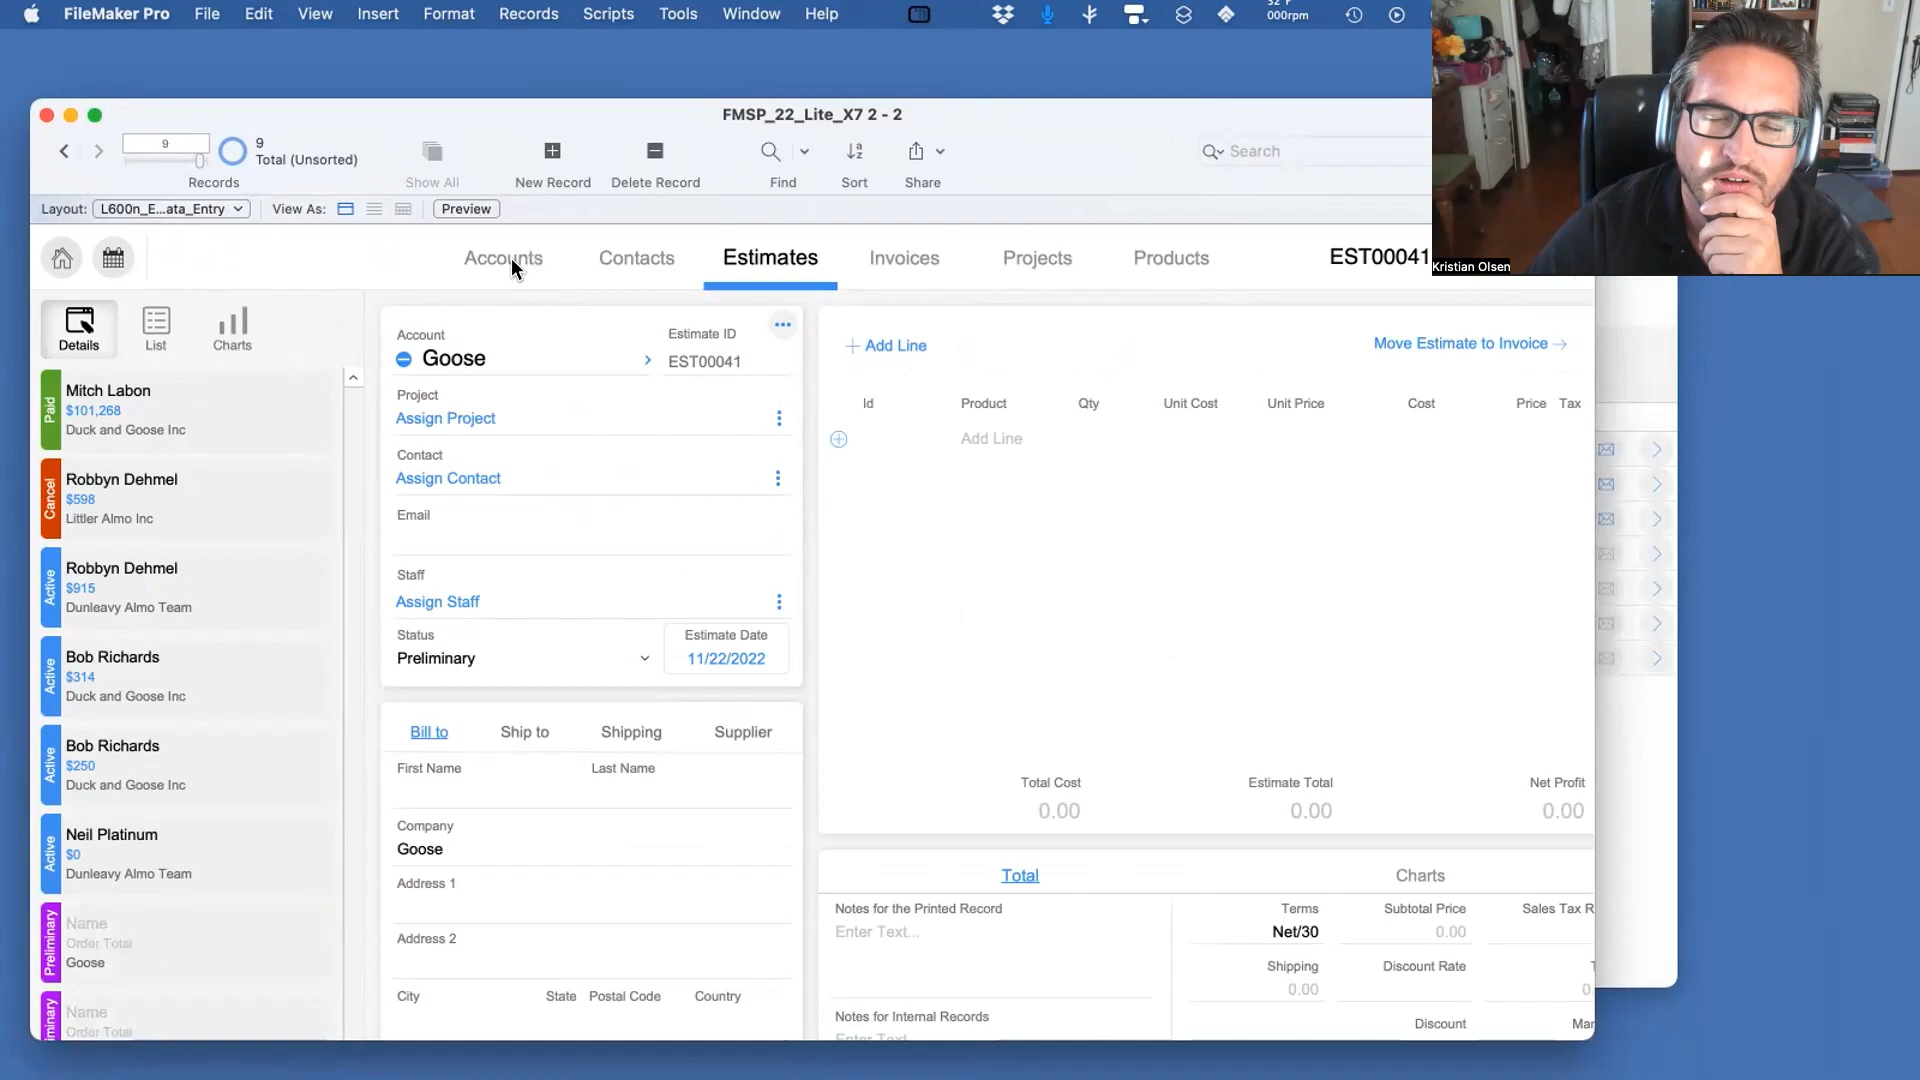 FileMaker Pro File Edit View Insert Format Records Scripts Tools Window Help
000rpm
FMSP_22_Lite_X7 2 - 2
9
9
Total (Unsorted)
Records
Show All
New Record
Delete Record
Find
Sort
Share
Search
Layout: L600n_E...ata_Entry View As: Preview
Kristian Olsen
Accounts Contacts Estimates Invoices Projects Products EST00041
Details List Charts
Paid
Mitch Labon
$101,268
Duck and Goose Inc
Cancel
Robbyn Dehmel
$598
Littler Almo Inc
Active
Robbyn Dehmel
$915
Dunleavy Almo Team
Active
Bob Richards
$314
Duck and Goose Inc
Active
Bob Richards
$250
Duck and Goose Inc
Active
Neil Platinum
$0
Dunleavy Almo Team
Preliminary
Name
Order Total
Goose
Name
Order Total
Account
Goose
Estimate ID
EST00041
Project
Assign Project
Contact
Assign Contact
Email
Staff
Assign Staff
Status
Preliminary
Estimate Date
11/22/2022
Bill to Ship to Shipping Supplier
First Name Last Name
Company
Goose
Address 1
Address 2
City State Postal Code Country
Add Line
Move Estimate to Invoice
Id Product Qty Unit Cost Unit Price Cost Price Tax
Add Line
Total Cost Estimate Total Net Profit
0.00 0.00 0.00
Total Charts
Notes for the Printed Record
Enter Text...
Notes for Internal Records
Enter Text...
Terms Subtotal Price Sales Tax R
Net/30 0.00
Shipping Discount Rate
0.00 0.
Discount Mar